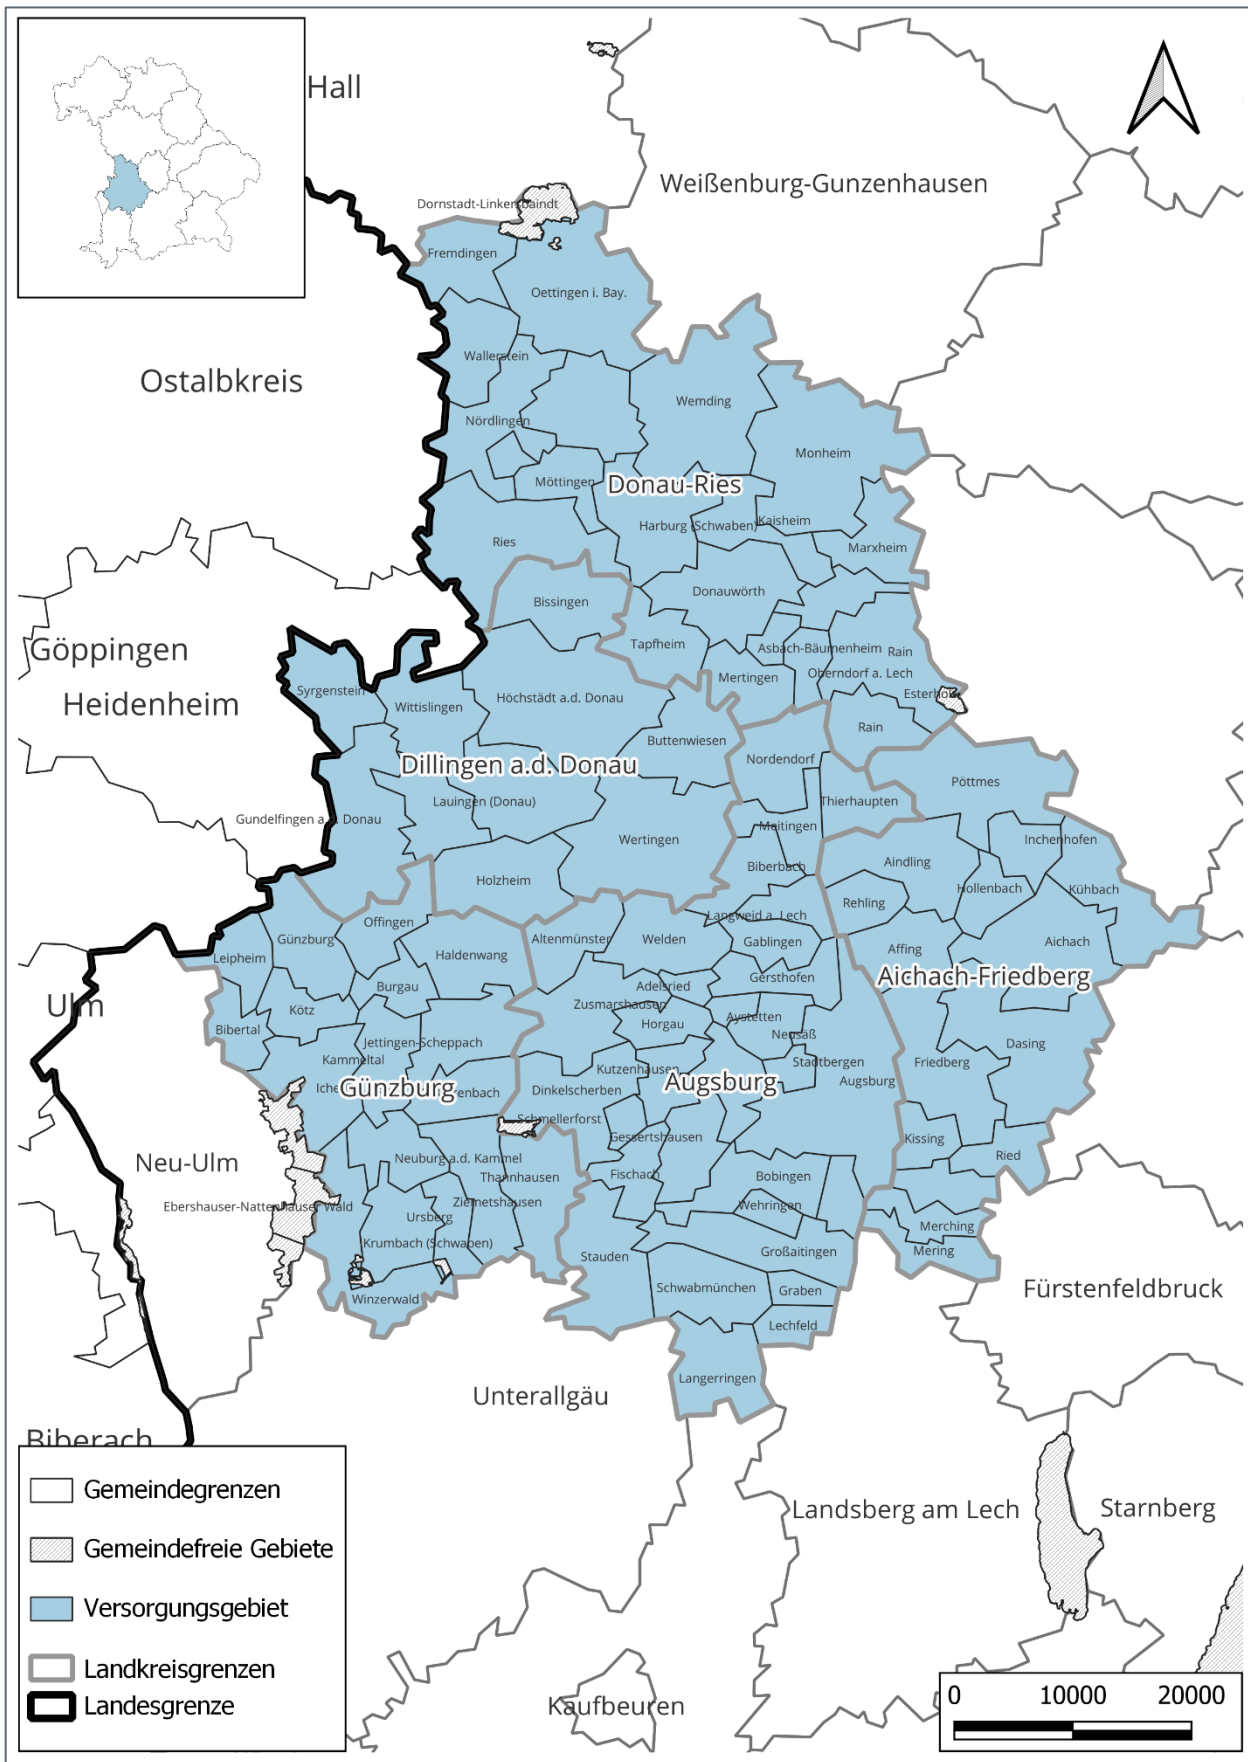 Hall
Weißenburg-Gunzenhausen
Dornstadt-Linkersbaindt
Fremdingen
Oettingen i. Bay.
Wallerstein
Ostalbkreis
Wemding
Nördlingen
Monheim
Möttingen
Donau-Ries
Harburg (Schwaben)
Kaisheim
Ries
Marxheim
Donauwörth
Bissingen
Göppingen
Tapfheim
Asbach-Bäumenheim
Rain
Oberndorf a. Lech
Mertingen
Syrgenstein
Esterholz
Höchstädt a.d. Donau
Heidenheim
Wittislingen
Rain
Buttenwiesen
Nordendorf
Dillingen a.d. Donau
Pöttmes
Lauingen (Donau)
Thierhaupten
Gundelfingen a.d. Donau
Meitingen
Wertingen
Inchenhofen
Aindling
Biberbach
Holzheim
Hollenbach
Kühbach
Rehling
Langweid a. Lech
Offingen
Günzburg
Altenmünster
Welden
Gablingen
Aichach
Affing
Haldenwang
Leipheim
Aichach-Friedberg
Gersthofen
Adelsried
Burgau
Ulm
Zusmarshausen
Kötz
Aystetten
Horgau
Bibertal
Neusäß
Jettingen-Scheppach
Dasing
Kammeltal
Stadtbergen
Friedberg
Kutzenhausen
Augsburg
Augsburg
Günzburg
Dinkelscherben
Schmellerforst
Gessertshausen
Kissing
Neuburg a.d. Kammel
Ried
Neu-Ulm
Fischach
Bobingen
Thannhausen
Ziemetshausen
Ebershauser-Nattenhauser Wald
Wehringen
Ursberg
Merching
Krumbach (Schwaben)
Großaitingen
Mering
Stauden
Schwabmünchen
Graben
Fürstenfeldbruck
Winzerwald
Lechfeld
Langerringen
Unterallgäu
Biberach
Landsberg am Lech
Starnberg
Kaufbeuren
Gemeindegrenzen
Gemeindefreie Gebiete
Versorgungsgebiet
Landkreisgrenzen
Landesgrenze
0 10000 20000